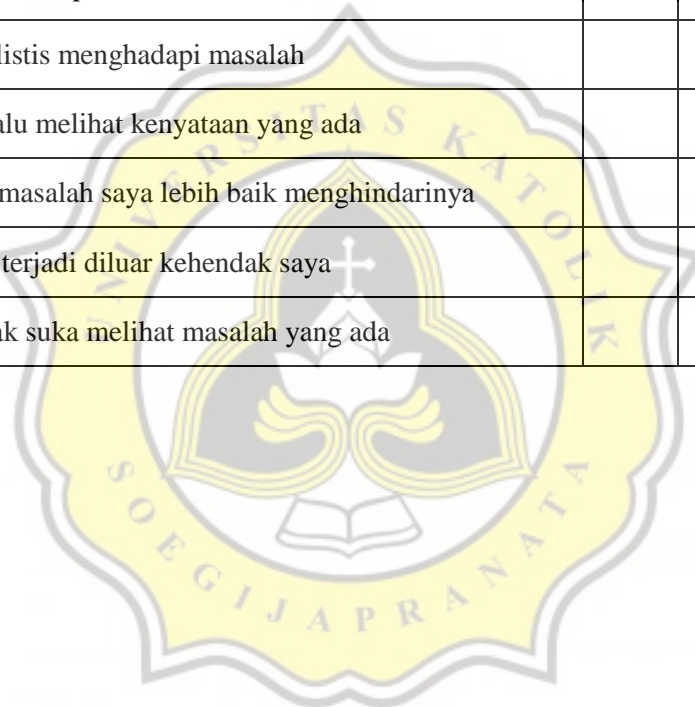 listis menghadapi masalah
alu melihat kenyataan yang ada
masalah saya lebih baik menghindarinya
terjadi diluar kehendak saya
ak suka melihat masalah yang ada
UNIVERSITAS KATOLIK
SOEGIJAPRANATA